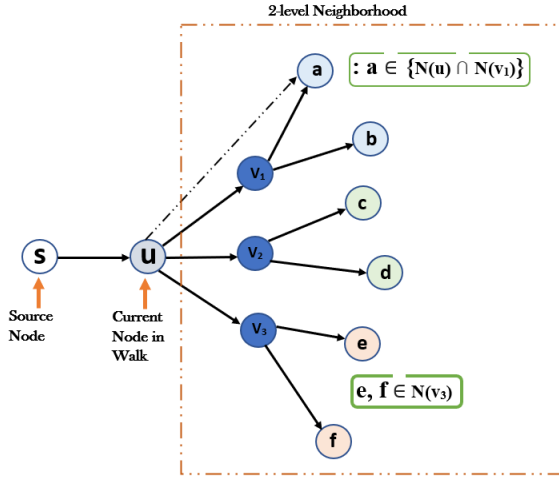 2-level Neighborhood
a
: a ∈ {N(u) ∩ N(v₁)}
b
V₁
c
s
u
V₂
d
Source
Node
Current
Node in
Walk
V₃
e
e, f ∈ N(v₃)
f